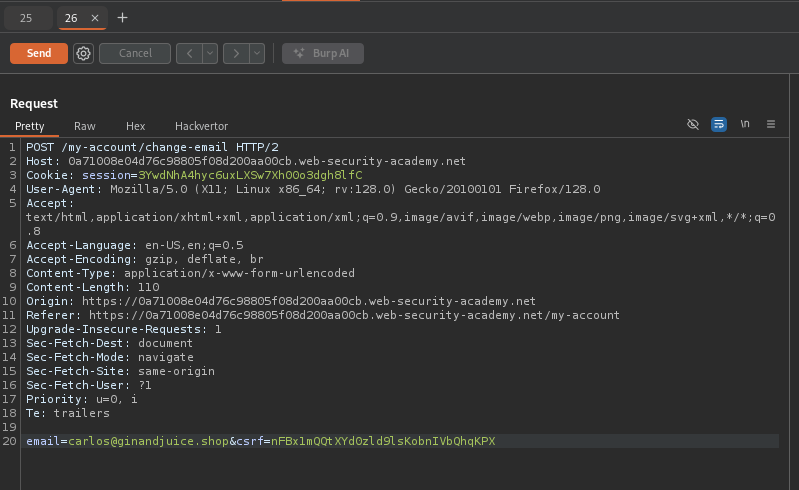 25 26 × +
Send Cancel < > Burp AI
Request
Pretty Raw Hex Hackvertor \n
1 POST /my-account/change-email HTTP/2
2 Host: 0a71008e04d76c98805f08d200aa00cb.web-security-academy.net
3 Cookie: session=3YwdNhA4hyc6uxLXSw7Xh00o3dgh8lfC
4 User-Agent: Mozilla/5.0 (X11; Linux x86_64; rv:128.0) Gecko/20100101 Firefox/128.0
5 Accept:
text/html,application/xhtml+xml,application/xml;q=0.9,image/avif,image/webp,image/png,image/svg+xml,*/*;q=0
.8
6 Accept-Language: en-US,en;q=0.5
7 Accept-Encoding: gzip, deflate, br
8 Content-Type: application/x-www-form-urlencoded
9 Content-Length: 110
10 Origin: https://0a71008e04d76c98805f08d200aa00cb.web-security-academy.net
11 Referer: https://0a71008e04d76c98805f08d200aa00cb.web-security-academy.net/my-account
12 Upgrade-Insecure-Requests: 1
13 Sec-Fetch-Dest: document
14 Sec-Fetch-Mode: navigate
15 Sec-Fetch-Site: same-origin
16 Sec-Fetch-User: ?1
17 Priority: u=0, i
18 Te: trailers
19
20 email=carlos@ginandjuice.shop&csrf=nFBx1mQQtXYdOzld9lsKobnIVbQhqKPX